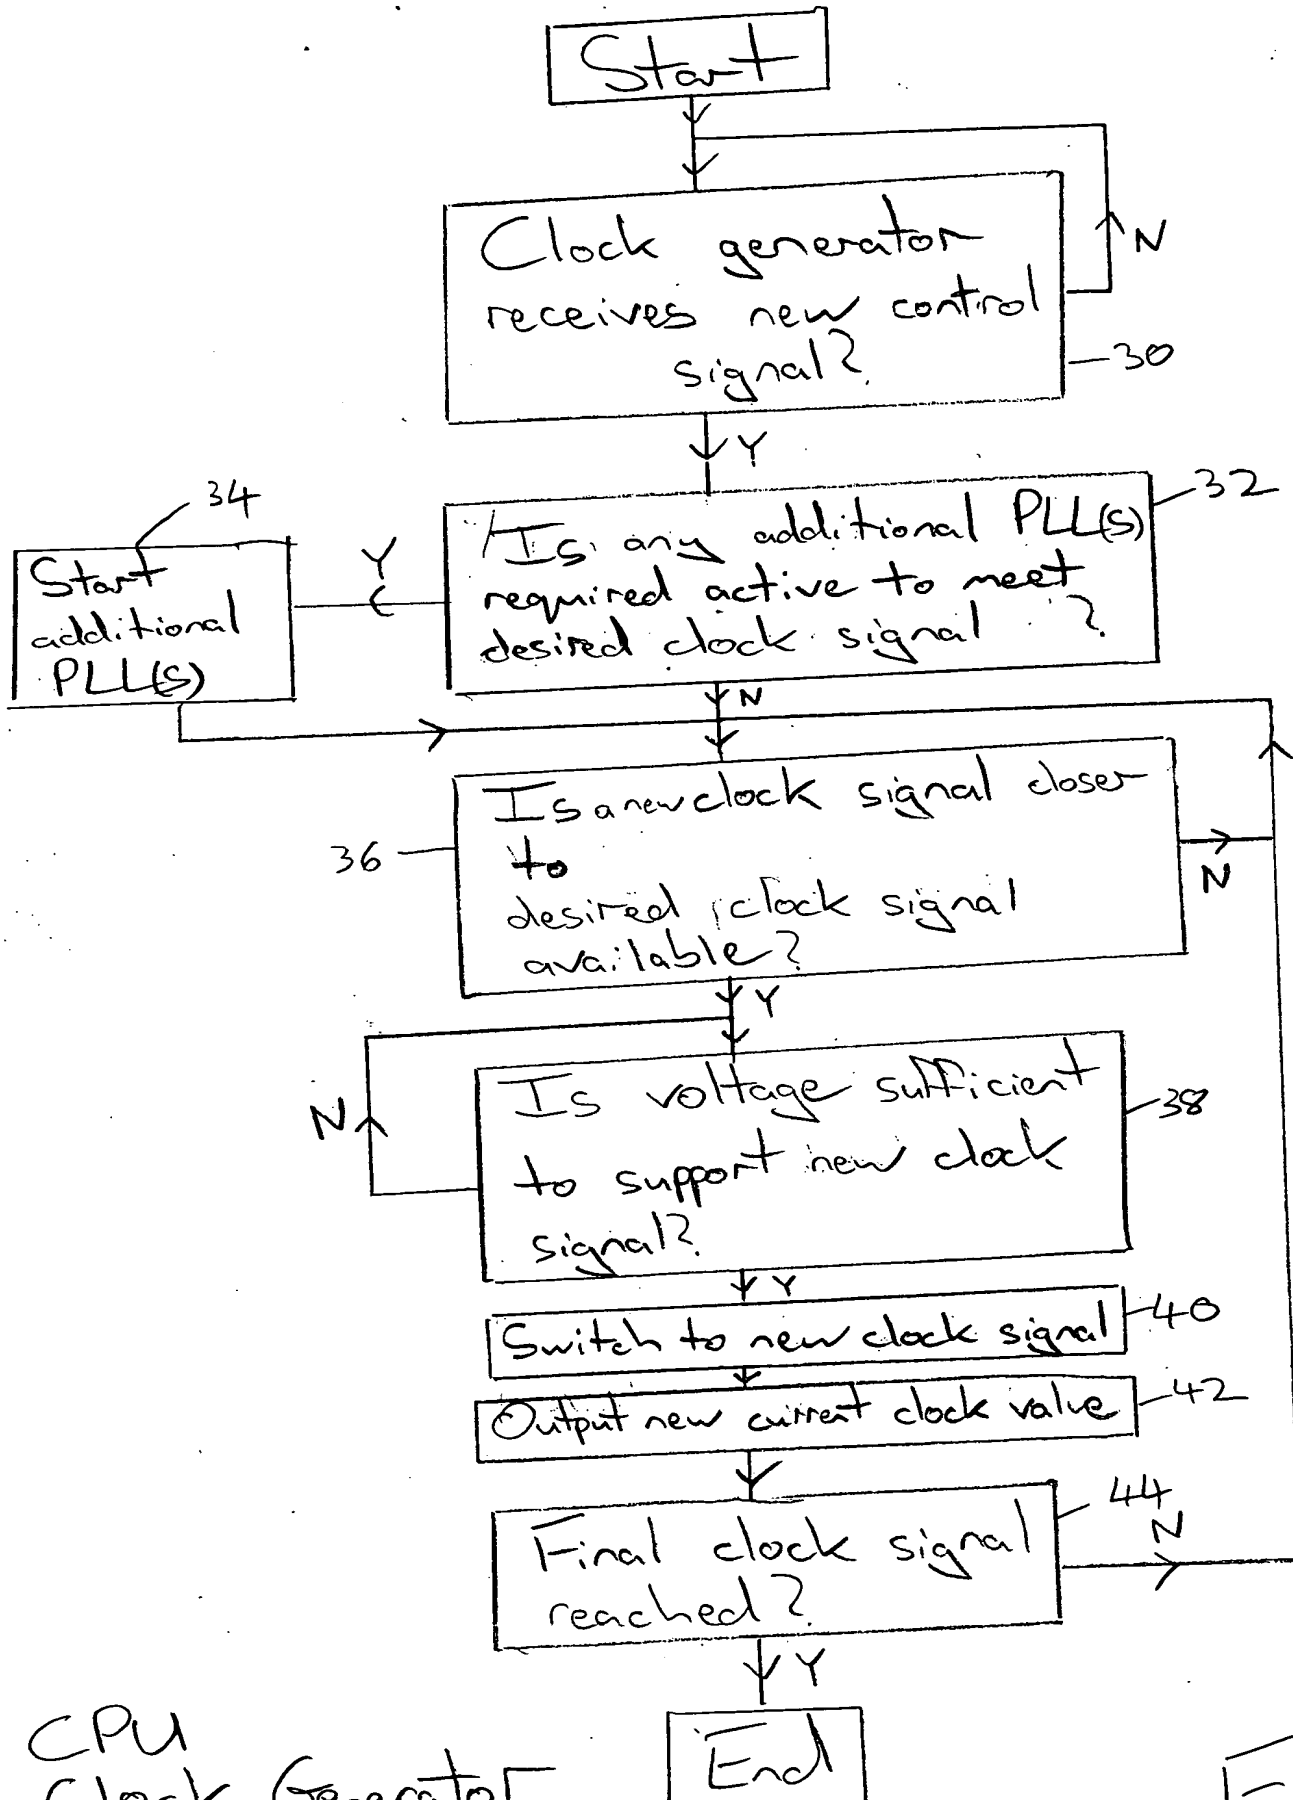 Start
N
Clock generator
receives new control
signal?
30
Y
34
32
Start
additional
PLL(s)
Y
Is any additional PLL(s)
required active to meet
desired clock signal ?
N
36
Is a new clock signal closer
to
desired clock signal
available?
N
Y
N
Is voltage sufficient
to support new clock
signal?
38
Y
Switch to new clock signal
40
Output new current clock value
42
Final clock signal
reached?
44
N
Y
End
CPU
Clock Generator